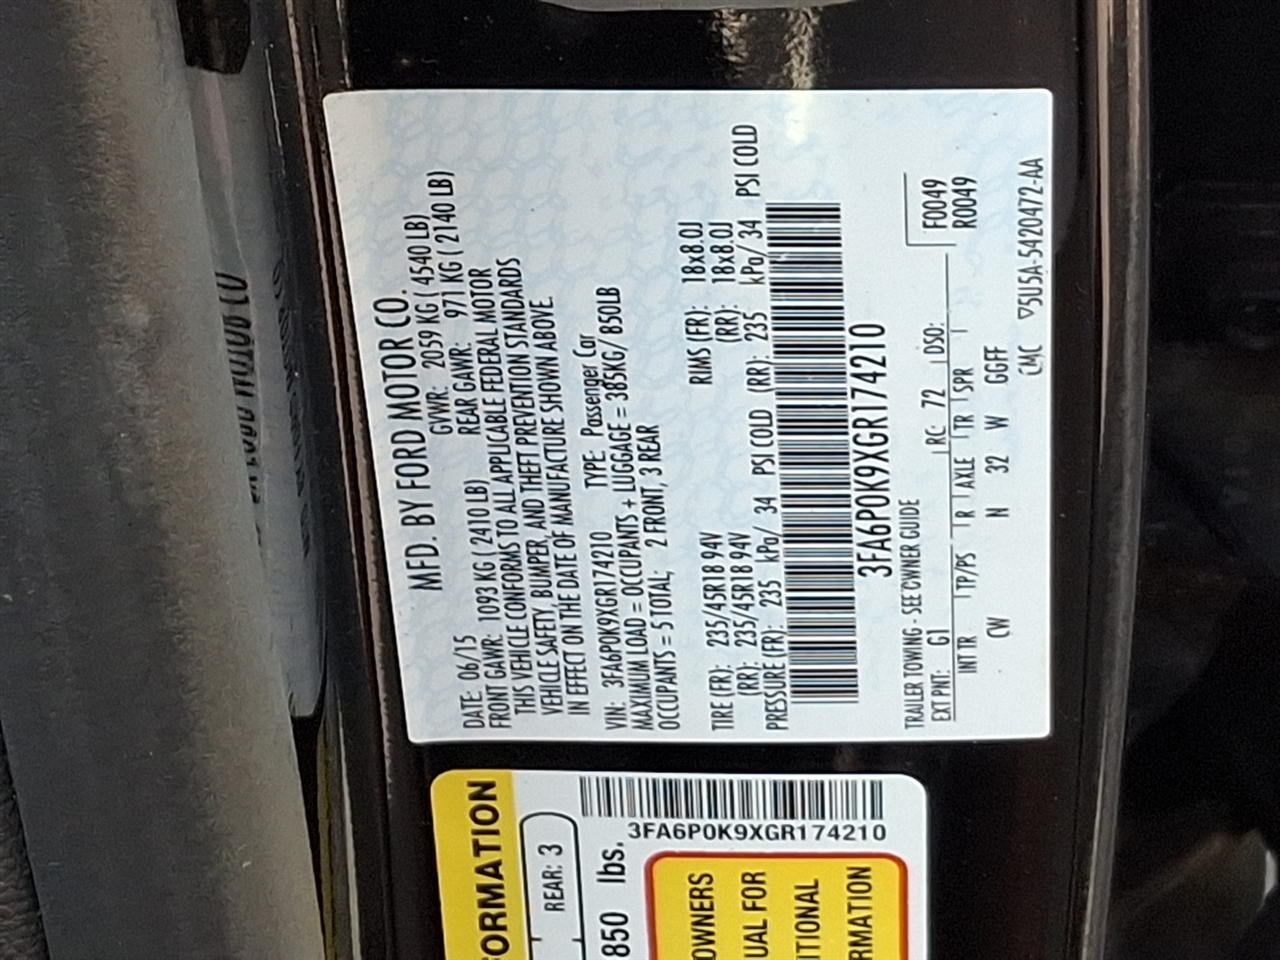 MFD. BY FORD MOTOR CO.
DATE: 06/15 GVWR: 2059 KG ( 4540 LB)
FRONT GAWR: 1093 KG ( 2410 LB) REAR GAWR: 971 KG ( 2140 LB)
THIS VEHICLE CONFORMS TO ALL APPLICABLE FEDERAL MOTOR
VEHICLE SAFETY, BUMPER, AND THEFT PREVENTION STANDARDS
IN EFFECT ON THE DATE OF MANUFACTURE SHOWN ABOVE.
VIN: 3FA6P0K9XGR174210 TYPE: Passenger Car
MAXIMUM LOAD = OCCUPANTS + LUGGAGE = 385KG/ 850LB
OCCUPANTS = 5 TOTAL; 2 FRONT, 3 REAR
TIRE (FR): 235/45R18 94V RIMS (FR): 18x8.0J
(RR): 235/45R18 94V (RR): 18x8.0J
PRESSURE (FR): 235 kPa/ 34 PSI COLD (RR): 235 kPa/ 34 PSI COLD
3FA6P0K9XGR174210
TRAILER TOWING - SEE OWNER GUIDE
EXT PNT: G1 RC: 72 DSO: F0049
R0049
INT TR TP/PS R AXLE TR SPR
CW N 32 W GGFF
CMC ▽5U5A-5420472-AA
ORMATION
REAR: 3
3FA6P0K9XGR174210
850 lbs.
OWNERS
UAL FOR
ITIONAL
RMATION